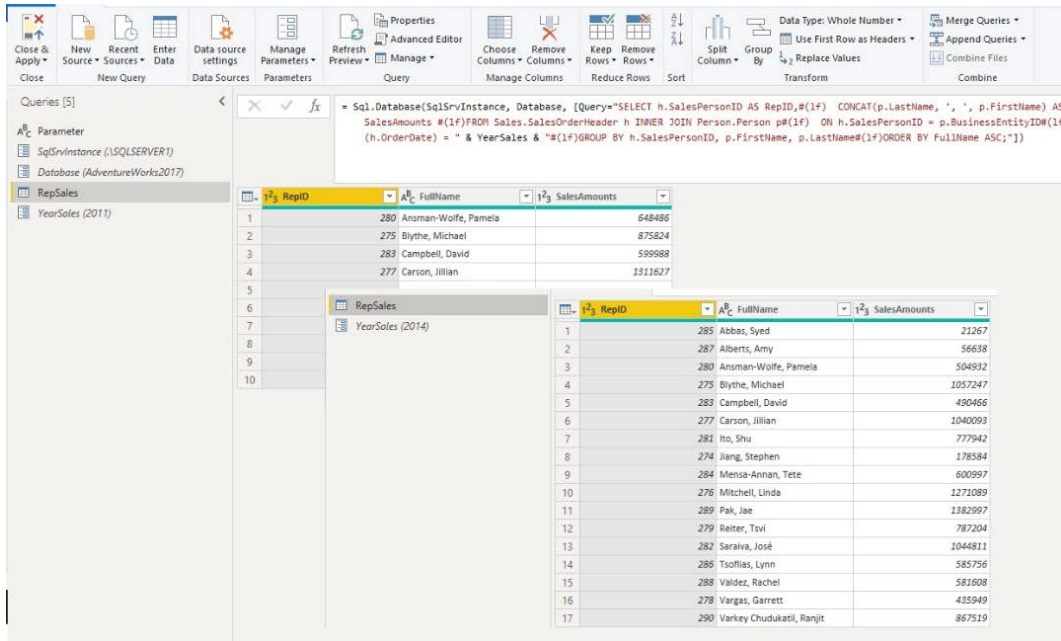 Close & Apply
New Source
Recent Sources
Enter Data
Data source settings
Manage Parameters
Refresh Preview
Properties
Advanced Editor
Manage
Choose Columns
Remove Columns
Keep Rows
Remove Rows
Split Column
Group By
Data Type: Whole Number
Use First Row as Headers
Replace Values
Merge Queries
Append Queries
Combine Files
Close
New Query
Data Sources
Parameters
Query
Manage Columns
Reduce Rows
Sort
Transform
Combine
Queries [5]
Parameter
SqlSrvInstance (.\SQLSERVER1)
Database (AdventureWorks2017)
RepSales
YearSales (2011)
= Sql.Database(SqlSrvInstance, Database, [Query="SELECT h.SalesPersonID AS RepID,#(lf) CONCAT(p.LastName, ', ', p.FirstName) AS
SalesAmounts #(lf)FROM Sales.SalesOrderHeader h INNER JOIN Person.Person p#(lf) ON h.SalesPersonID = p.BusinessEntityID#(lf
(h.OrderDate) = " & YearSales & "#(lf)GROUP BY h.SalesPersonID, p.FirstName, p.LastName#(lf)ORDER BY FullName ASC;"])
RepID FullName SalesAmounts
1 280 Ansman-Wolfe, Pamela 648486
2 275 Blythe, Michael 875824
3 283 Campbell, David 599988
4 277 Carson, Jillian 1311627
5
6
7
8
9
10
RepSales
YearSales (2014)
RepID FullName SalesAmounts
1 285 Abbas, Syed 21267
2 287 Alberts, Amy 56638
3 280 Ansman-Wolfe, Pamela 504932
4 275 Blythe, Michael 1057247
5 283 Campbell, David 490466
6 277 Carson, Jillian 1040093
7 281 Ito, Shu 777942
8 274 Jiang, Stephen 178584
9 284 Mensa-Annan, Tete 600997
10 276 Mitchell, Linda 1271089
11 289 Pak, Jae 1382997
12 279 Reiter, Tsvi 787204
13 282 Saraiva, José 1044811
14 286 Tsoflias, Lynn 585756
15 288 Valdez, Rachel 581608
16 278 Vargas, Garrett 435949
17 290 Varkey Chudukatil, Ranjit 867519